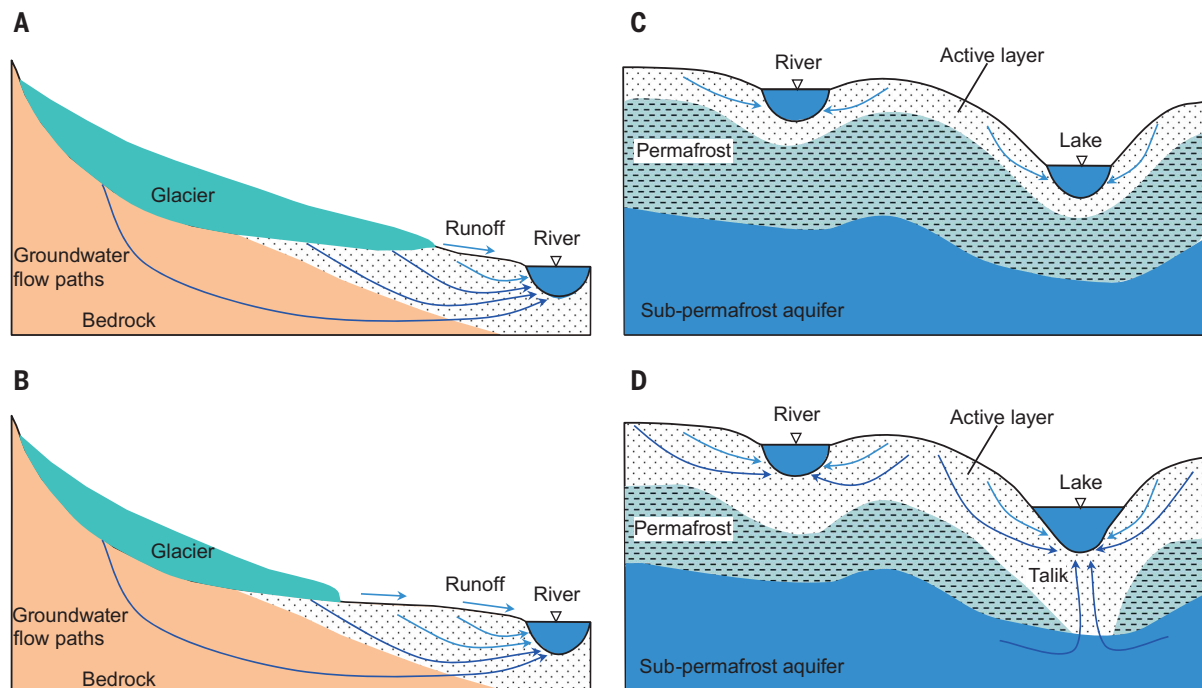 A
Glacier
Runoff
River
Groundwater
flow paths
Bedrock
B
Glacier
Runoff
River
Groundwater
flow paths
Bedrock
C
River
Active layer
Permafrost
Lake
Sub-permafrost aquifer
D
River
Active layer
Lake
Permafrost
Talik
Sub-permafrost aquifer